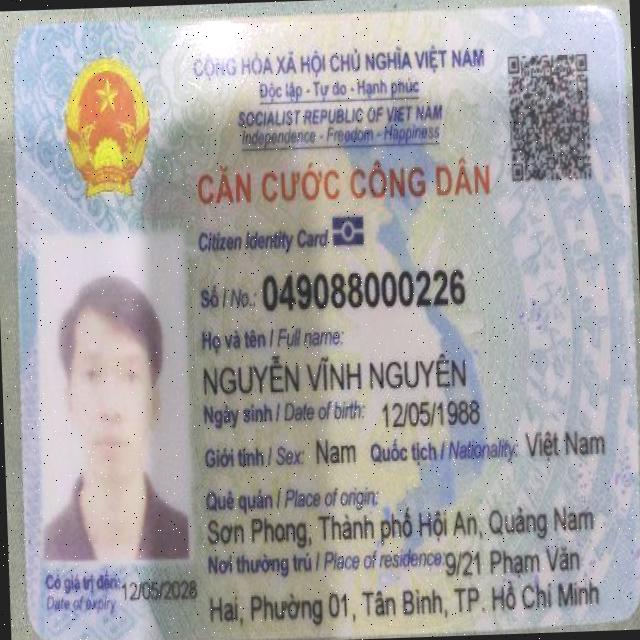 CỘNG HÒA XÃ HỘI CHỦ NGHĨA VIỆT NAM
Độc lập - Tự do - Hạnh phúc
SOCIALIST REPUBLIC OF VIET NAM
Independence - Freedom - Happiness
CĂN CƯỚC CÔNG DÂN
Citizen Identity Card
Số / No.: 049088000226
Họ và tên / Full name:
NGUYỄN VĨNH NGUYÊN
Ngày sinh / Date of birth: 12/05/1988
Giới tính / Sex: Nam Quốc tịch / Nationality: Việt Nam
Quê quán / Place of origin:
Sơn Phong, Thành phố Hội An, Quảng Nam
Nơi thường trú / Place of residence: 9/21 Phạm Văn
Hai, Phường 01, Tân Bình, TP. Hồ Chí Minh
Có giá trị đến: 12/05/2028
Date of expiry